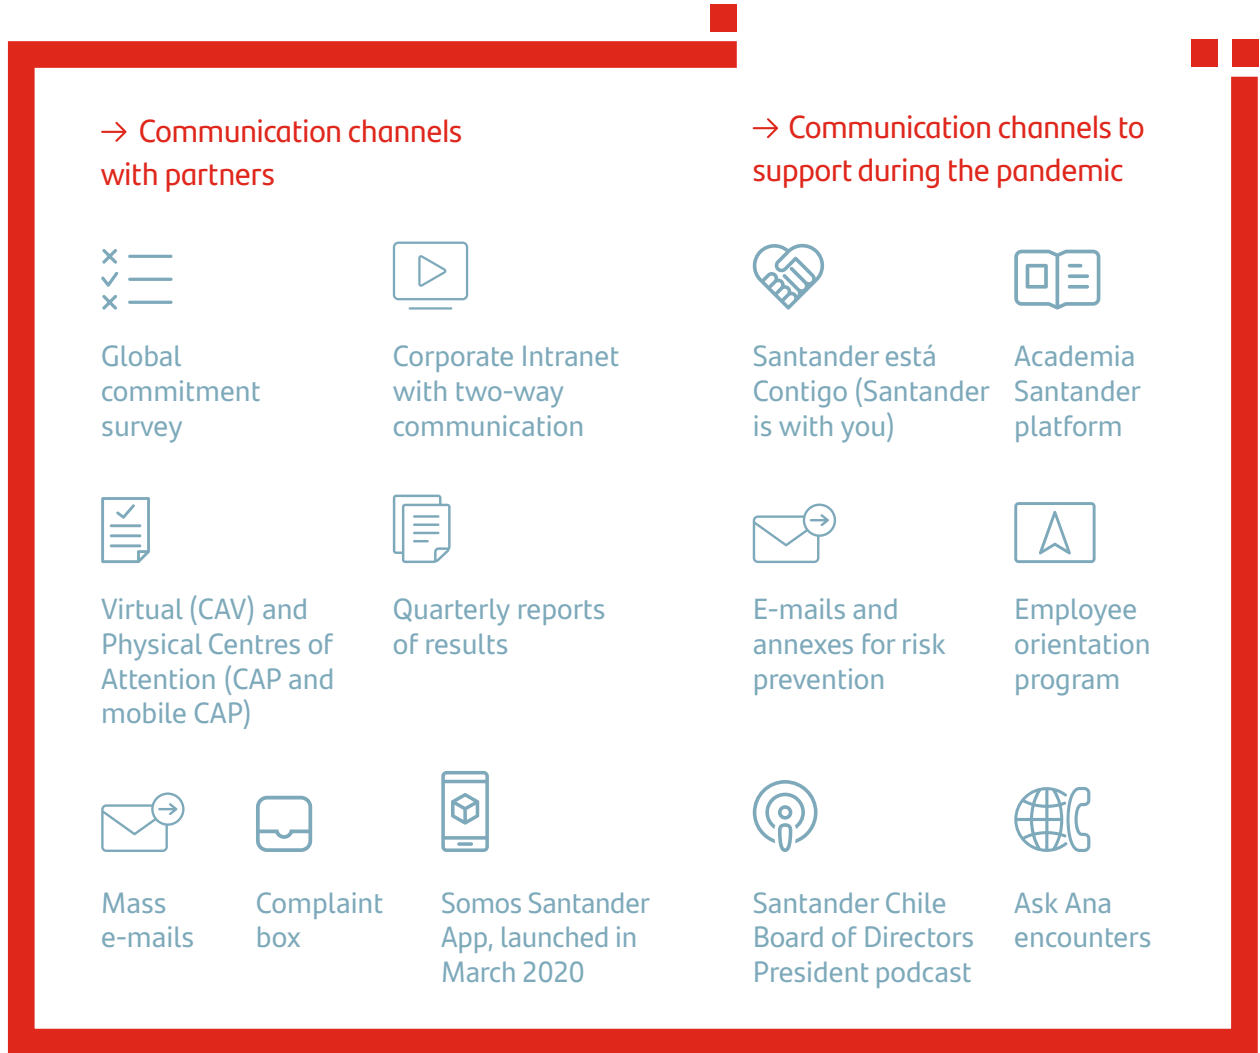 → Communication channels
with partners
Global
commitment
survey
Corporate Intranet
with two-way
communication
Virtual (CAV) and
Physical Centres of
Attention (CAP and
mobile CAP)
Quarterly reports
of results
Mass
e-mails
Complaint
box
Somos Santander
App, launched in
March 2020
→ Communication channels to
support during the pandemic
Santander está
Contigo (Santander
is with you)
Academia
Santander
platform
E-mails and
annexes for risk
prevention
Employee
orientation
program
Santander Chile
Board of Directors
President podcast
Ask Ana
encounters